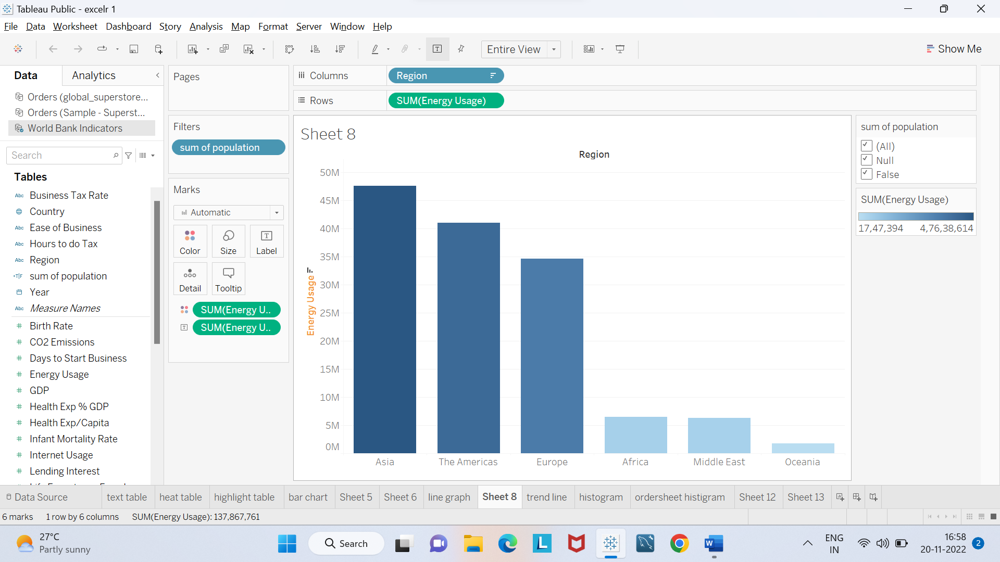 Tableau Public - excelr 1
File Data Worksheet Dashboard Story Analysis Map Format Server Window Help
Entire View
Show Me
Data
Analytics
Orders (global_superstore...
Orders (Sample - Superst...
World Bank Indicators
Search
Tables
Abc Business Tax Rate
Country
Abc Ease of Business
Abc Hours to do Tax
Abc Region
=T|F sum of population
Year
Abc Measure Names
# Birth Rate
# CO2 Emissions
# Days to Start Business
# Energy Usage
# GDP
# Health Exp % GDP
# Health Exp/Capita
# Infant Mortality Rate
# Internet Usage
# Lending Interest
Pages
Filters
sum of population
Marks
Automatic
Color
Size
T
Label
Detail
Tooltip
SUM(Energy U..
T SUM(Energy U..
Columns
Region
Rows
SUM(Energy Usage)
Sheet 8
Region
Energy Usage
50M
45M
40M
35M
30M
25M
20M
15M
10M
5M
0M
Asia
The Americas
Europe
Africa
Middle East
Oceania
sum of population
(All)
Null
False
SUM(Energy Usage)
17,47,394 4,76,38,614
Data Source
text table
heat table
highlight table
bar chart
Sheet 5
Sheet 6
line graph
Sheet 8
trend line
histogram
ordersheet histigram
Sheet 12
Sheet 13
6 marks 1 row by 6 columns SUM(Energy Usage): 137,867,761
27°C
Partly sunny
Search
L
W
ENG
IN
16:58
20-11-2022
2